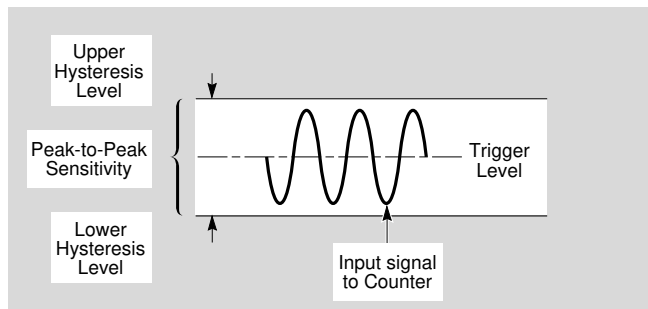 Upper
Hysteresis
Level
Peak-to-Peak
Sensitivity
Trigger
Level
Lower
Hysteresis
Level
Input signal
to Counter